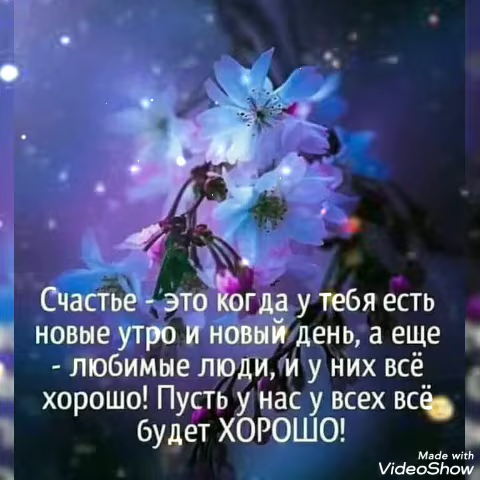 Счастье - это когда у тебя есть
новые утро и новый день, а еще
- любимые люди, и у них всё
хорошо! Пусть у нас у всех всё
будет ХОРОШО!
Made with
VideoShow